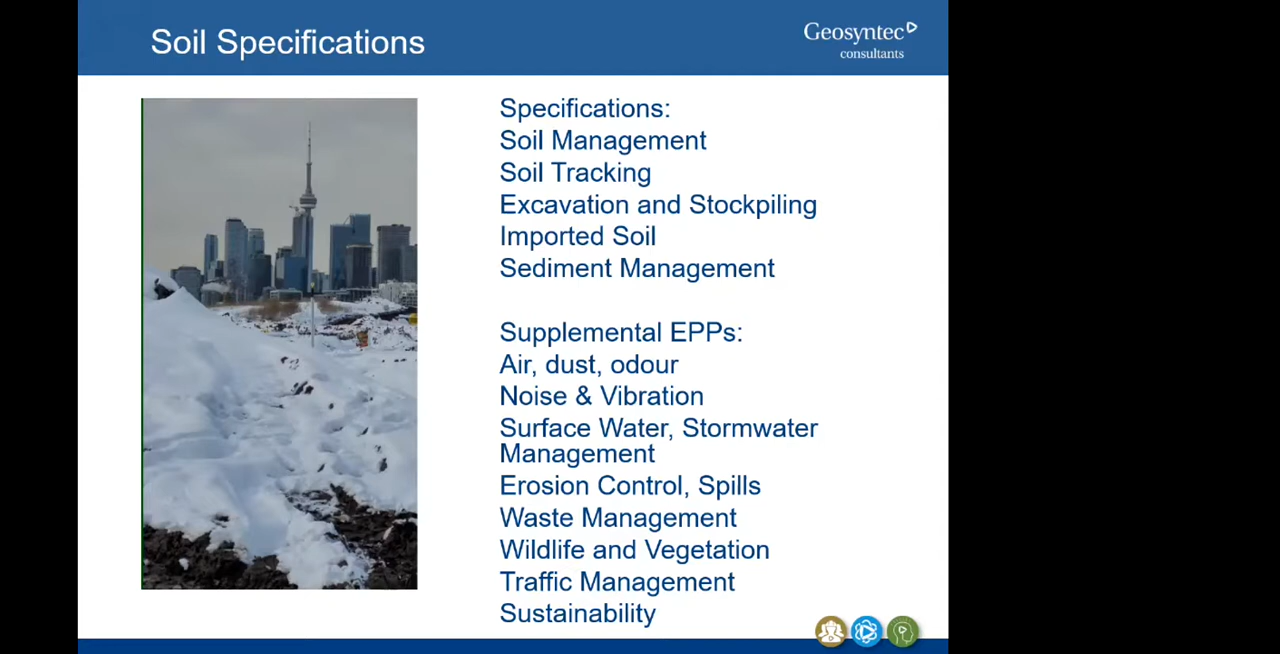 Soil Specifications
Geosyntec
consultants
Specifications:
Soil Management
Soil Tracking
Excavation and Stockpiling
Imported Soil
Sediment Management
Supplemental EPPs:
Air, dust, odour
Noise & Vibration
Surface Water, Stormwater
Management
Erosion Control, Spills
Waste Management
Wildlife and Vegetation
Traffic Management
Sustainability